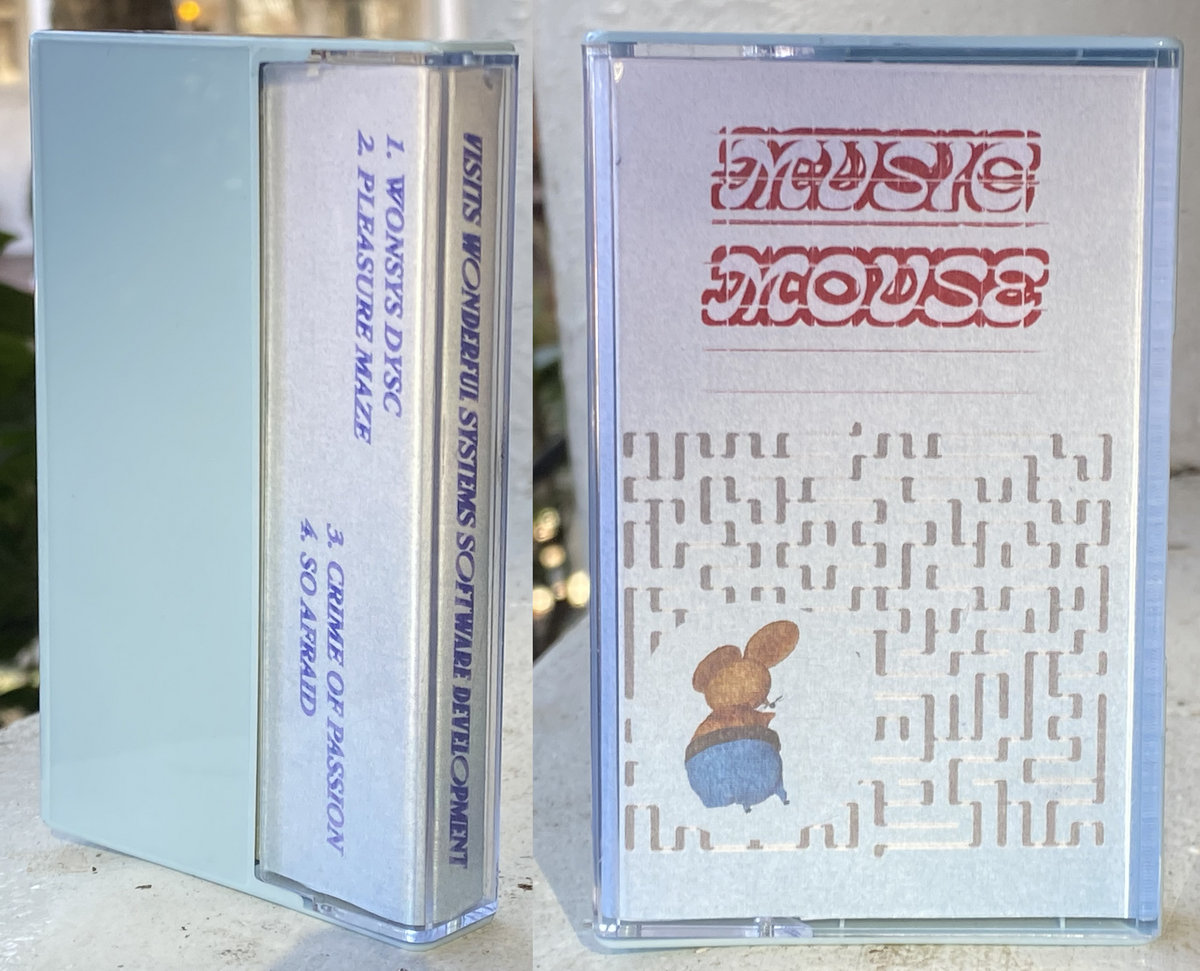 1. WONSYS DYSC
2. PLEASURE MAZE
3. CRIME OF PASSION
4. SO AFRAID
VISITS WONDERFUL SYSTEMS SOFTWARE DEVELOPMENT
MUSIC
MOUSE